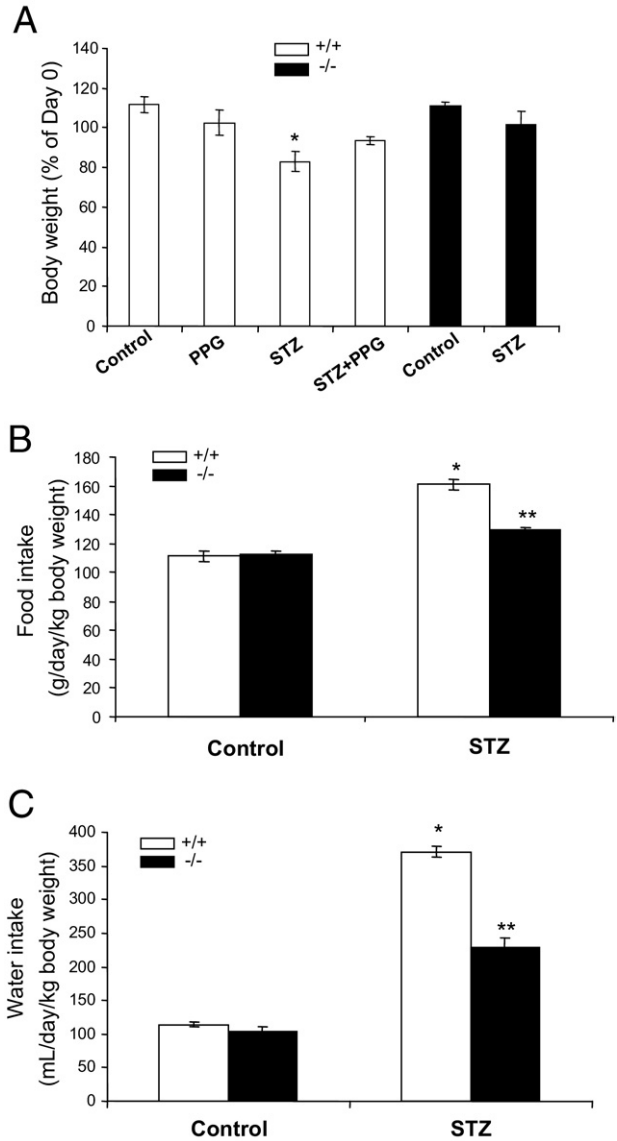 A
+/+
-/-
Body weight (% of Day 0)
140
120
100
80
60
40
20
0
*
Control
PPG
STZ
STZ+PPG
Control
STZ
B
+/+
-/-
Food intake
(g/day/kg body weight)
180
160
140
120
100
80
60
40
20
0
*
**
Control
STZ
C
+/+
-/-
Water intake
(mL/day/kg body weight)
400
350
300
250
200
150
100
50
0
*
**
Control
STZ